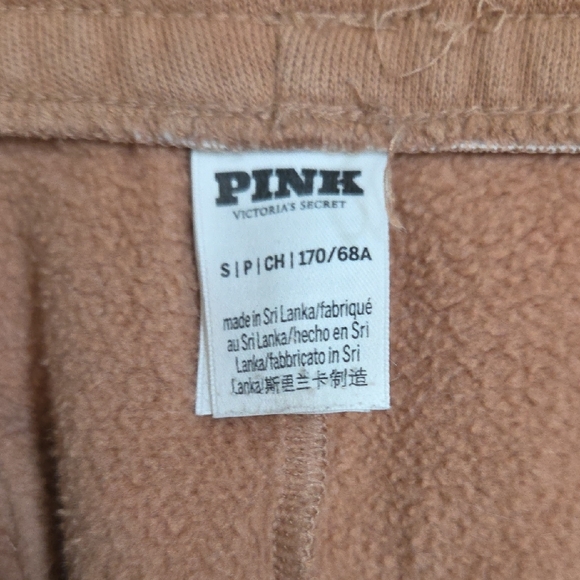 PINK
VICTORIA'S SECRET
S | P | CH | 170/68A
made in Sri Lanka/fabriqué
au Sri Lanka/hecho en Sri
Lanka/fabbricato in Sri
Lanka/斯里兰卡制造